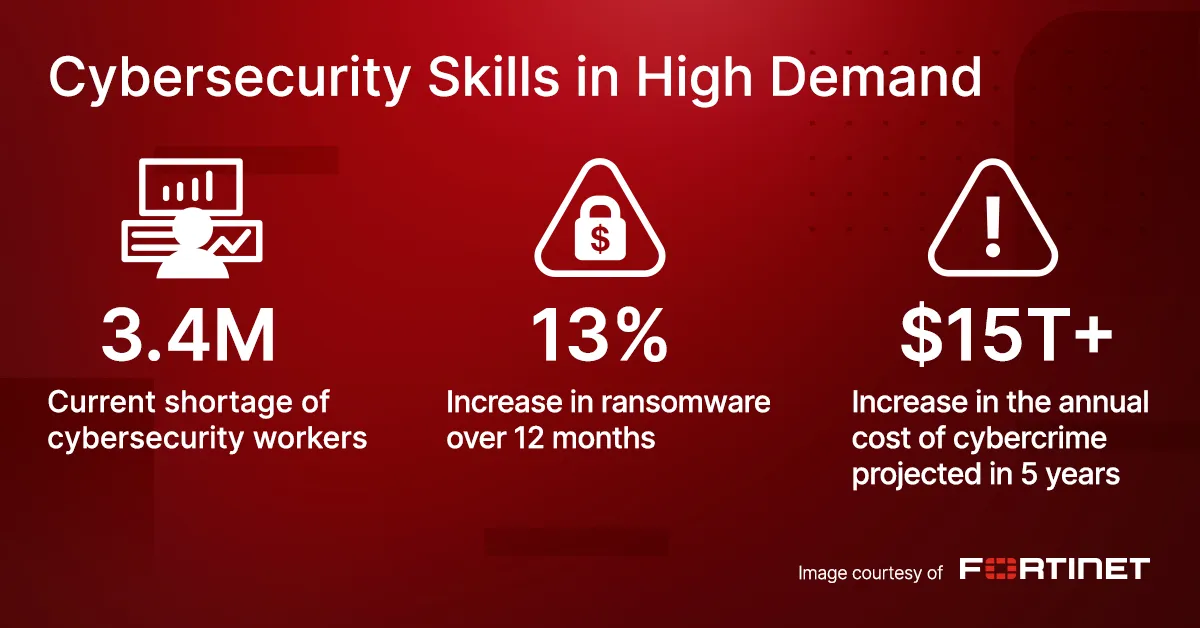 Cybersecurity Skills in High Demand
$
!
3.4M
Current shortage of
cybersecurity workers
13%
Increase in ransomware
over 12 months
$15T+
Increase in the annual
cost of cybercrime
projected in 5 years
Image courtesy of FORTINET